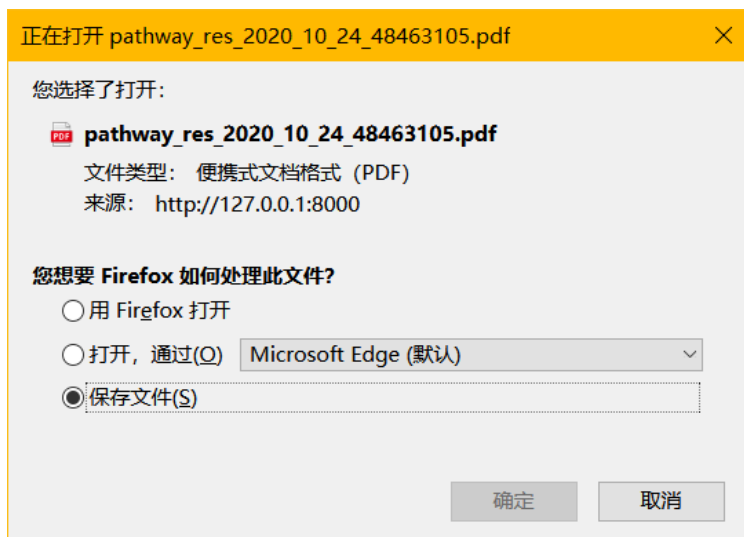 正在打开 pathway_res_2020_10_24_48463105.pdf
您选择了打开:
PDF pathway_res_2020_10_24_48463105.pdf
文件类型: 便携式文档格式 (PDF)
来源: http://127.0.0.1:8000
您想要 Firefox 如何处理此文件?
用 Firefox 打开
打开，通过(O) Microsoft Edge (默认)
保存文件(S)
确定 取消